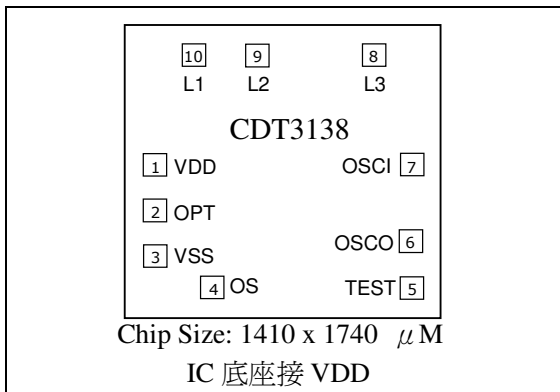 10 9 8
L1 L2 L3
CDT3138
1 VDD OSCI 7
2 OPT
OSCO 6
3 VSS
4 OS TEST 5
Chip Size: 1410 x 1740 μM
IC 底座接 VDD